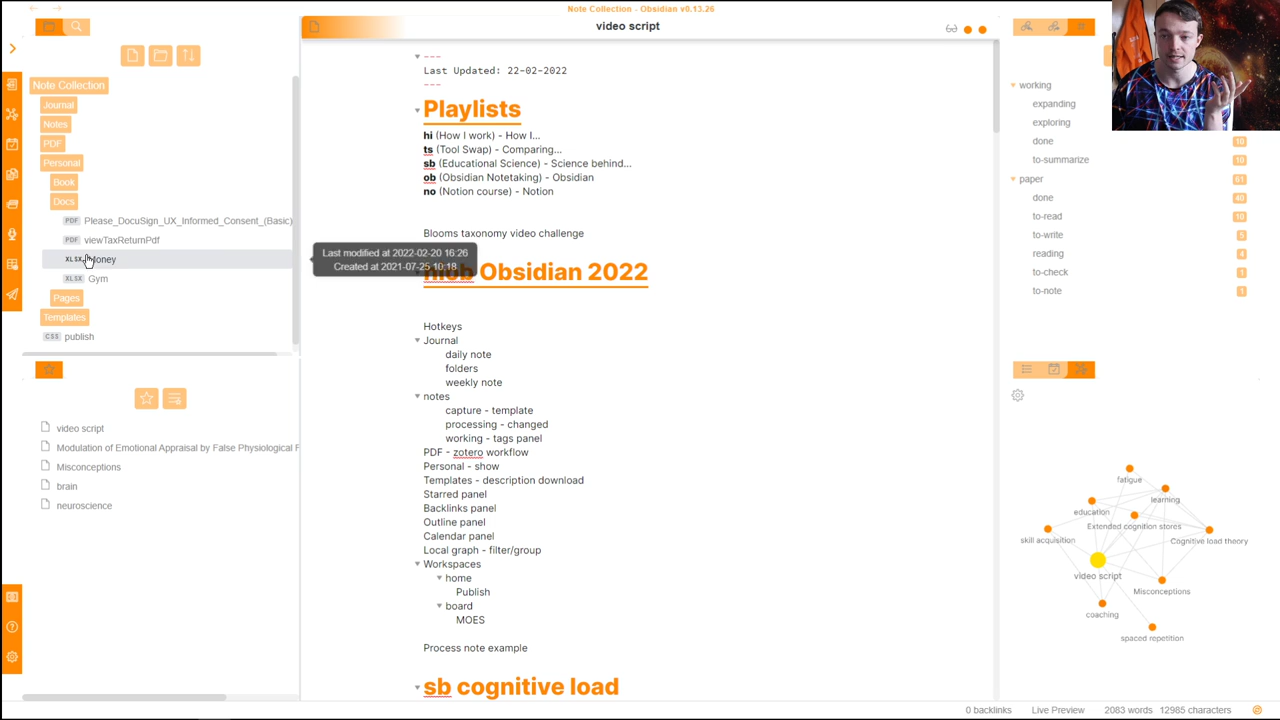 Note Collection - Obsidian v0.13.26
video script
Note Collection
Journal
Notes
PDF
Personal
Book
Docs
PDF Please_DocuSign_UX_Informed_Consent_(Basic)
PDF viewTaxReturnPdf
XLSX
XLSX Gym
Pages
Templates
CSS publish
Last modified at 2022-02-20 16:26
Created at 2021-07-25 10:18
video script
Modulation of Emotional Appraisal by False Physiological F
Misconceptions
brain
neuroscience
---
Last Updated: 22-02-2022
---
Playlists
hi (How I work) - How I...
ts (Tool Swap) - Comparing...
sb (Educational Science) - Science behind...
ob (Obsidian Notetaking) - Obsidian
no (Notion course) - Notion
Blooms taxonomy video challenge
Obsidian 2022
Hotkeys
Journal
daily note
folders
weekly note
notes
capture - template
processing - changed
working - tags panel
PDF - zotero workflow
Personal - show
Templates - description download
Starred panel
Backlinks panel
Outline panel
Calendar panel
Local graph - filter/group
Workspaces
home
Publish
board
MOES
Process note example
sb cognitive load
working
expanding
exploring
done 10
to-summarize 10
paper 61
done 40
to-read 10
to-write 5
reading 4
to-check 1
to-note 1
fatigue
learning
education
Extended cognition stores
skill acquisition
Cognitive load theory
video script
Misconceptions
coaching
spaced repetition
0 backlinks Live Preview 2083 words 12985 characters